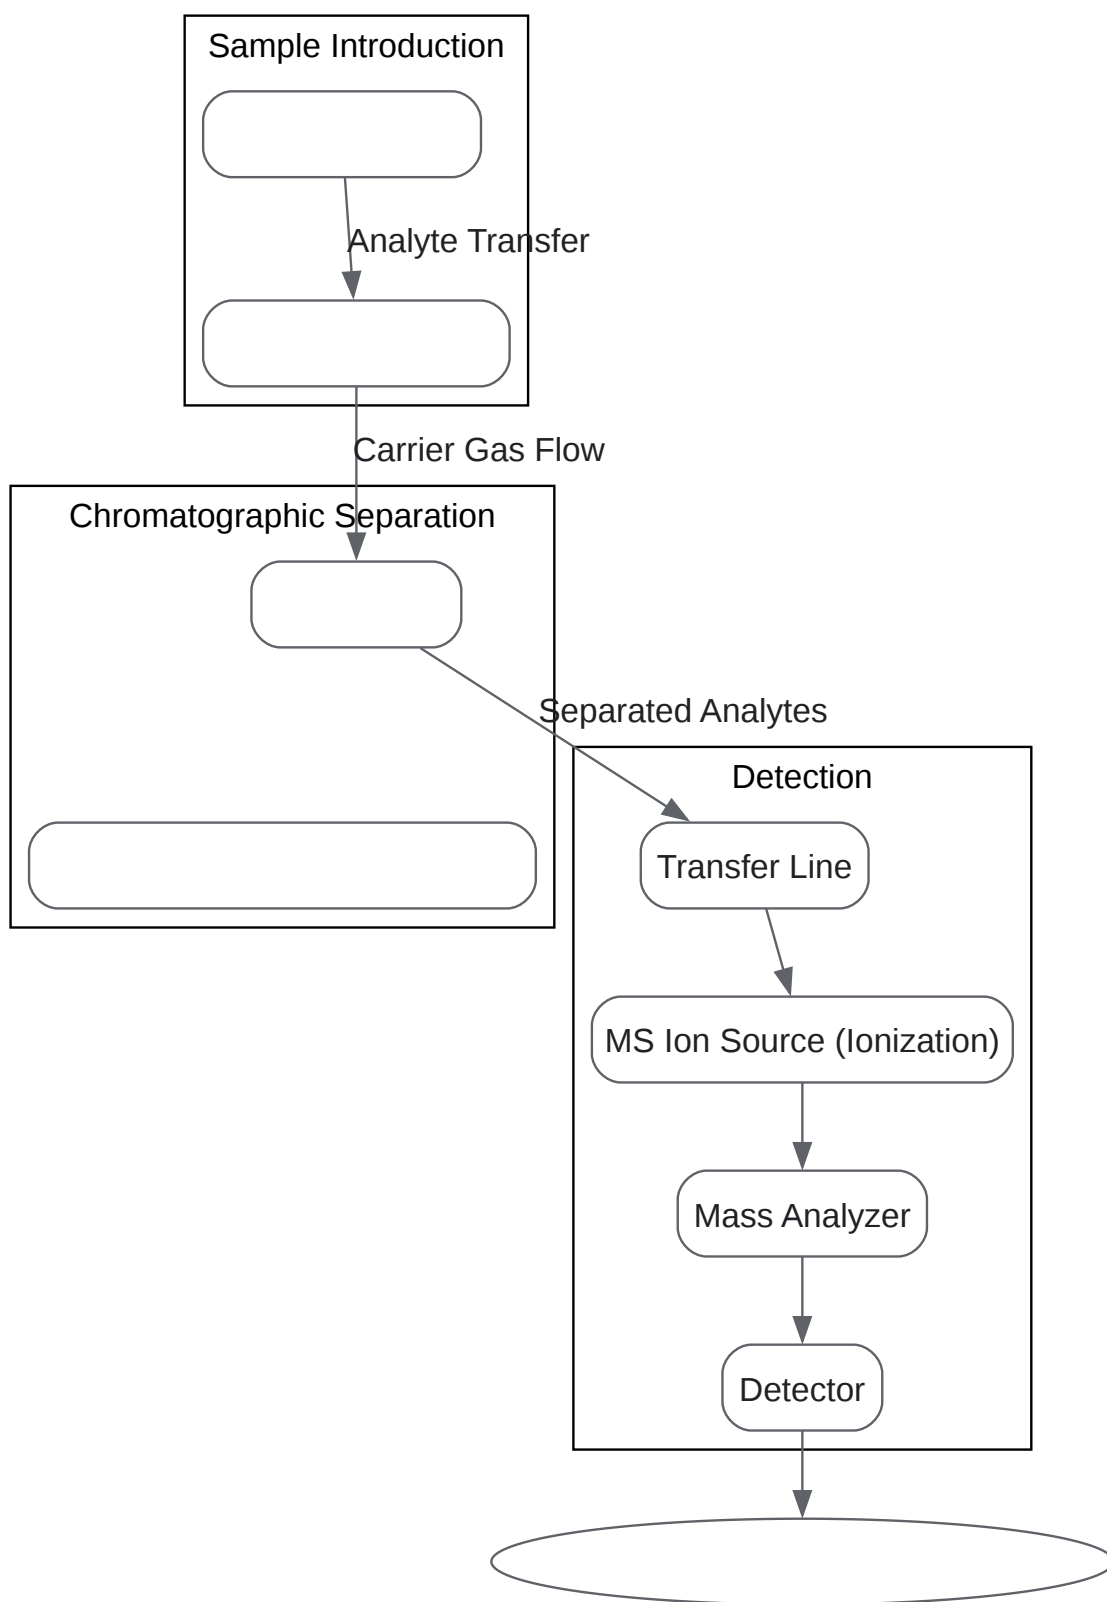 Sample Introduction
Analyte Transfer
Carrier Gas Flow
Chromatographic Separation
Separated Analytes
Detection
Transfer Line
MS Ion Source (Ionization)
Mass Analyzer
Detector